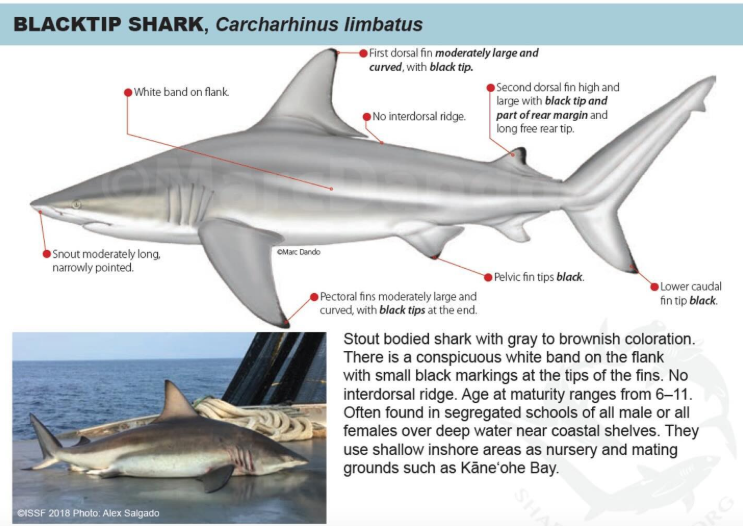 BLACKTIP SHARK, Carcharhinus limbatus
First dorsal fin moderately large and
curved, with black tip.
White band on flank.
No interdorsal ridge.
Second dorsal fin high and
large with black tip and
part of rear margin and
long free rear tip.
©Marc Dando
©Marc Dando
Snout moderately long,
narrowly pointed.
Pectoral fins moderately large and
curved, with black tips at the end.
Pelvic fin tips black.
Lower caudal
fin tip black.
Stout bodied shark with gray to brownish coloration.
There is a conspicuous white band on the flank
with small black markings at the tips of the fins. No
interdorsal ridge. Age at maturity ranges from 6–11.
Often found in segregated schools of all male or all
females over deep water near coastal shelves. They
use shallow inshore areas as nursery and mating
grounds such as Kāneʻohe Bay.
©ISSF 2018 Photo: Alex Salgado